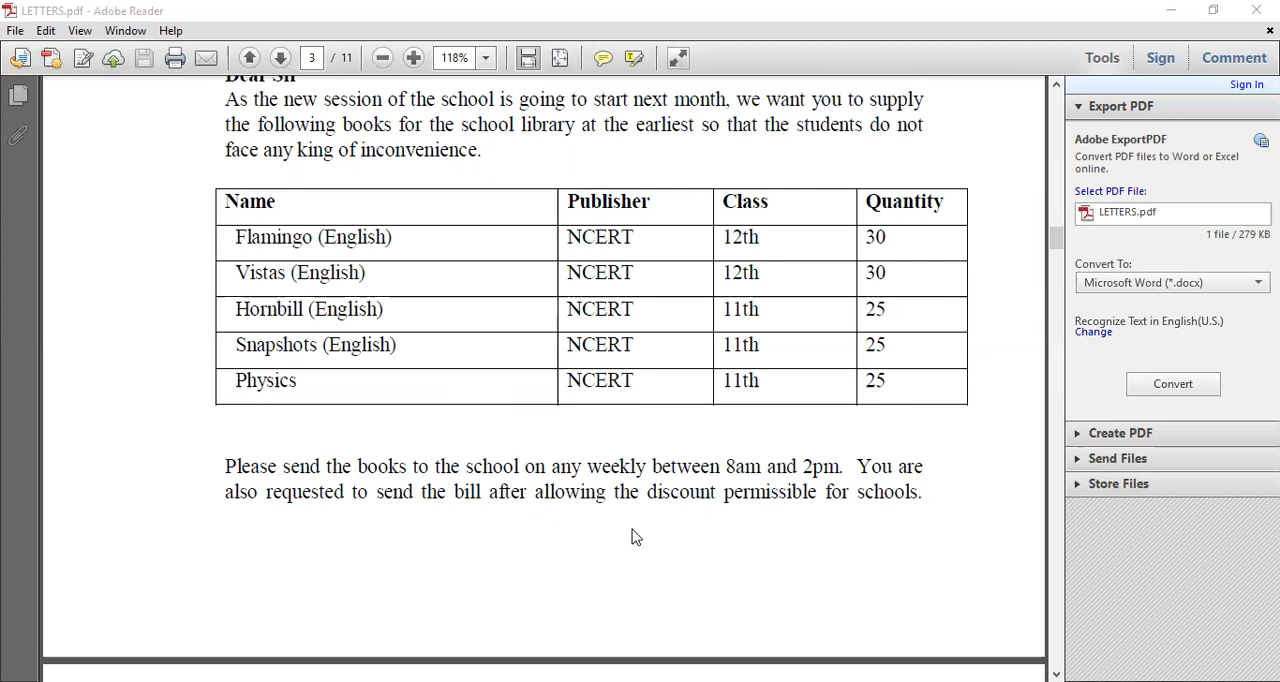 LETTERS.pdf - Adobe Reader
File Edit View Window Help
3 / 11 118% Tools Sign Comment
Sign In
Dear Sir
As the new session of the school is going to start next month, we want you to supply
the following books for the school library at the earliest so that the students do not
face any king of inconvenience.
Name Publisher Class Quantity
Flamingo (English) NCERT 12th 30
Vistas (English) NCERT 12th 30
Hornbill (English) NCERT 11th 25
Snapshots (English) NCERT 11th 25
Physics NCERT 11th 25
Please send the books to the school on any weekly between 8am and 2pm. You are
also requested to send the bill after allowing the discount permissible for schools.
Export PDF
Adobe ExportPDF
Convert PDF files to Word or Excel
online.
Select PDF File:
LETTERS.pdf
1 file / 279 KB
Convert To:
Microsoft Word (*.docx)
Recognize Text in English(U.S.)
Change
Convert
Create PDF
Send Files
Store Files